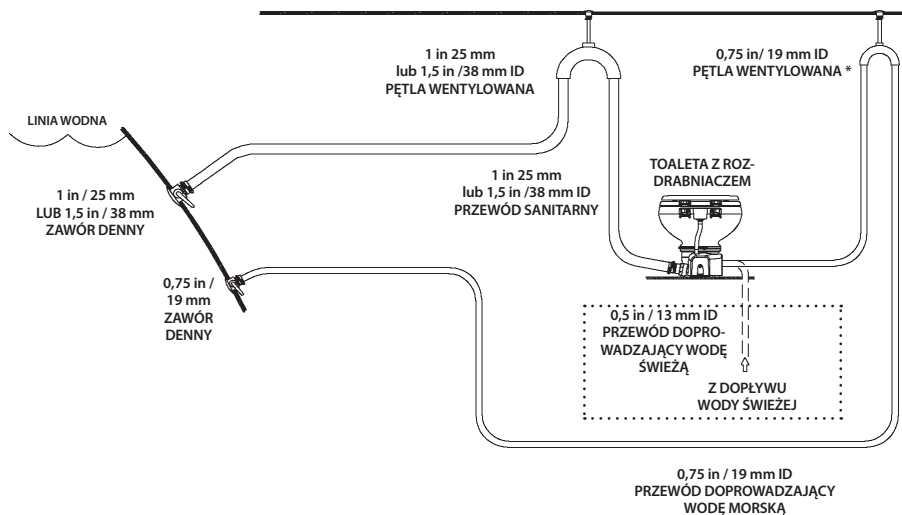 1 in 25 mm
lub 1,5 in /38 mm ID
PĘTLA WENTYLOWANA
0,75 in/ 19 mm ID
PĘTLA WENTYLOWANA *
LINIA WODNA
1 in / 25 mm
LUB 1,5 in / 38 mm
ZAWÓR DENNY
1 in 25 mm
lub 1,5 in /38 mm ID
PRZEWÓD SANITARNY
TOALETA Z ROZ-
DRABNIACZEM
0,75 in /
19 mm
ZAWÓR
DENNY
0,5 in / 13 mm ID
PRZEWÓD DOPRO-
WADZAJĄCY WODĘ
ŚWIEŻĄ
Z DOPŁYWU
WODY ŚWIEŻEJ
0,75 in / 19 mm ID
PRZEWÓD DOPROWADZAJĄCY
WODĘ MORSKĄ